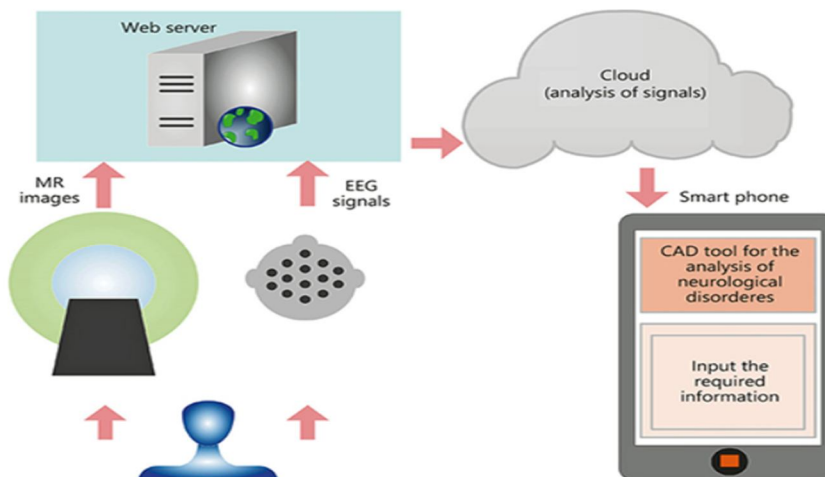 Web server
Cloud
(analysis of signals)
MR
images
EEG
signals
Smart phone
CAD tool for the
analysis of
neurological
disorderes
Input the
required
information